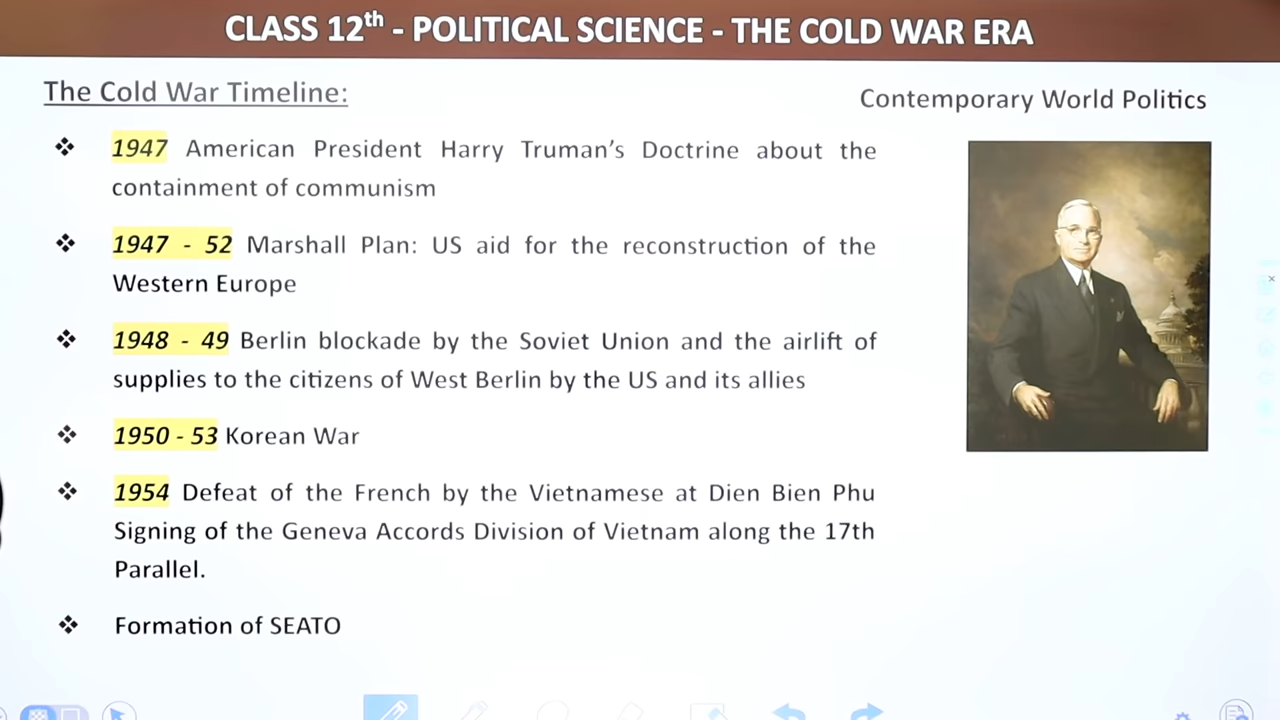 CLASS 12th - POLITICAL SCIENCE - THE COLD WAR ERA
The Cold War Timeline:
Contemporary World Politics
❖ 1947 American President Harry Truman’s Doctrine about the
containment of communism
❖ 1947 - 52 Marshall Plan: US aid for the reconstruction of the
Western Europe
❖ 1948 - 49 Berlin blockade by the Soviet Union and the airlift of
supplies to the citizens of West Berlin by the US and its allies
❖ 1950 - 53 Korean War
❖ 1954 Defeat of the French by the Vietnamese at Dien Bien Phu
Signing of the Geneva Accords Division of Vietnam along the 17th
Parallel.
❖ Formation of SEATO